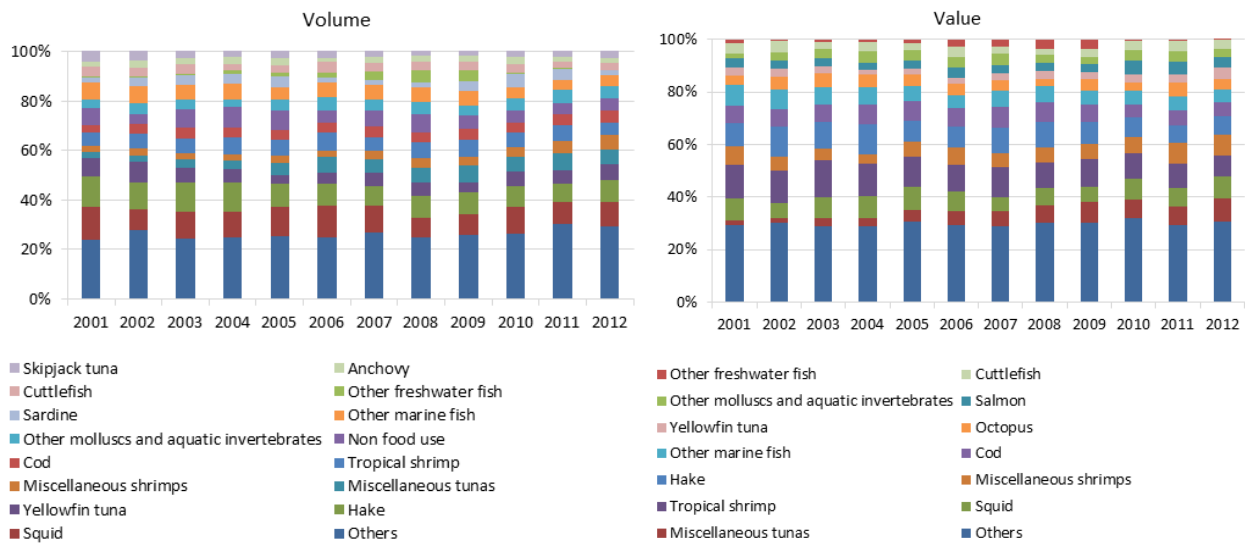 Volume
100%
80%
60%
40%
20%
0%
2001 2002 2003 2004 2005 2006 2007 2008 2009 2010 2011 2012
Skipjack tuna Anchovy
Cuttlefish Other freshwater fish
Sardine Other marine fish
Other molluscs and aquatic invertebrates Non food use
Cod Tropical shrimp
Miscellaneous shrimps Miscellaneous tunas
Yellowfin tuna Hake
Squid Others
Value
100%
80%
60%
40%
20%
0%
2001 2002 2003 2004 2005 2006 2007 2008 2009 2010 2011 2012
Other freshwater fish Cuttlefish
Other molluscs and aquatic invertebrates Salmon
Yellowfin tuna Octopus
Other marine fish Cod
Hake Miscellaneous shrimps
Tropical shrimp Squid
Miscellaneous tunas Others